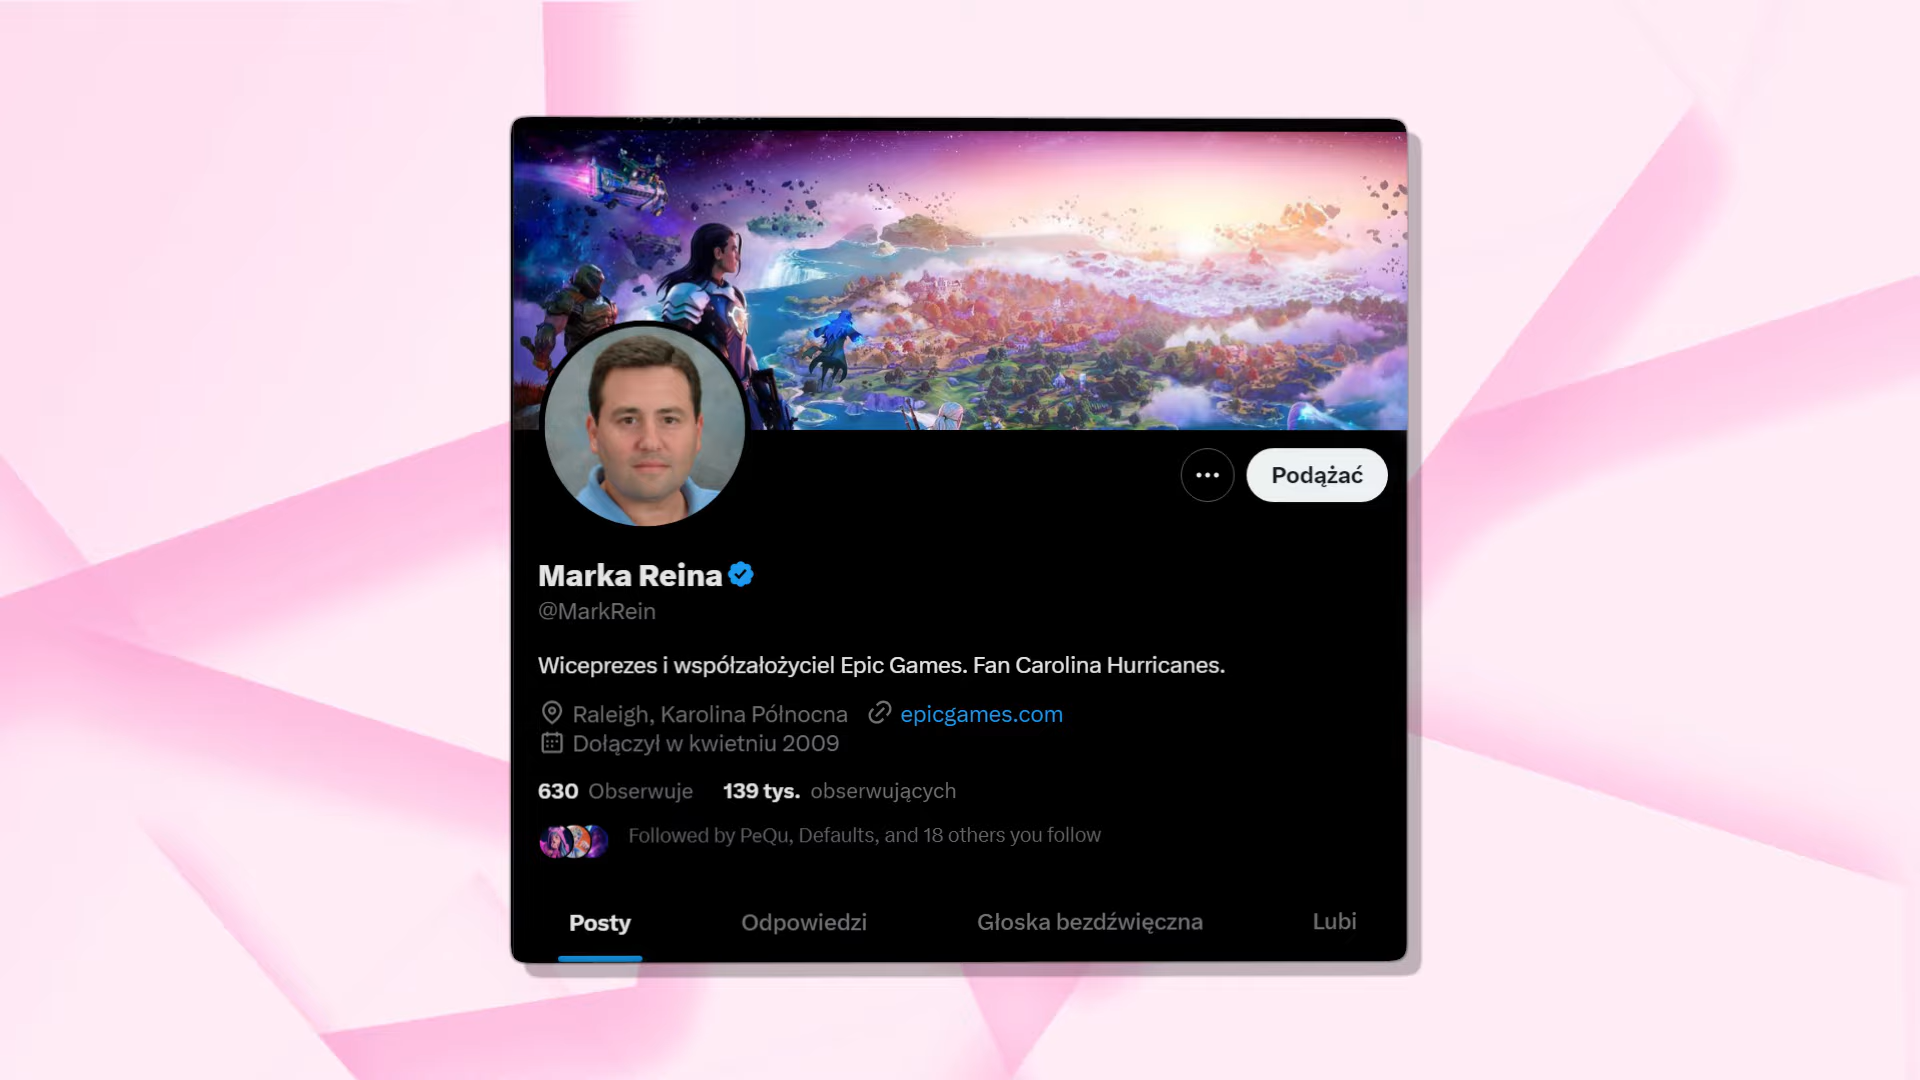 Podążać
Marka Reina
@MarkRein
Wiceprezes i współzałożyciel Epic Games. Fan Carolina Hurricanes.
Raleigh, Karolina Północna epicgames.com
Dołączył w kwietniu 2009
630 Obserwuje 139 tys. obserwujących
Followed by PeQu, Defaults, and 18 others you follow
Posty Odpowiedzi Głoska bezdźwięczna Lubi